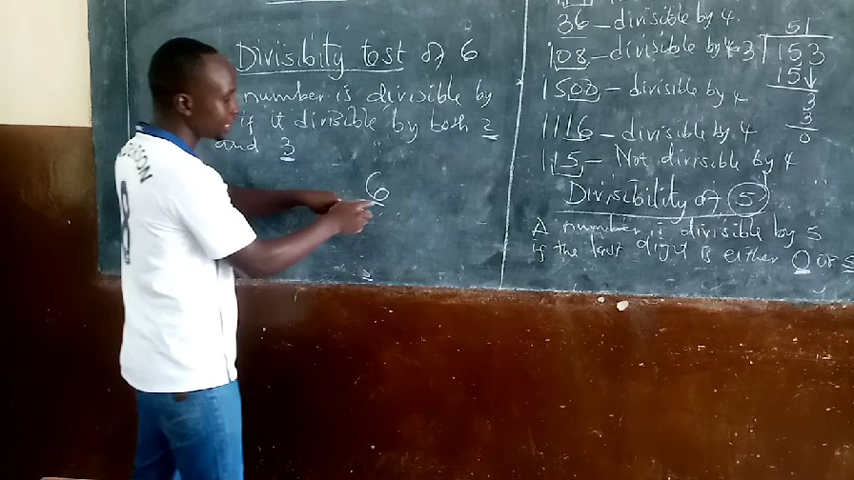 Divisibity test of 6
number is divisible by
if it divisible by both 2
and 3
6
36 - divisible by 4.
108 - divisible by 4
1500 - divisible by 4
1116 - divisible by 4
115 - Not divisible by 4
Divisibility of 5
A number is divisible by 5
if the last digit is either 0 or 5
51
3 153
15
3
3
0
8